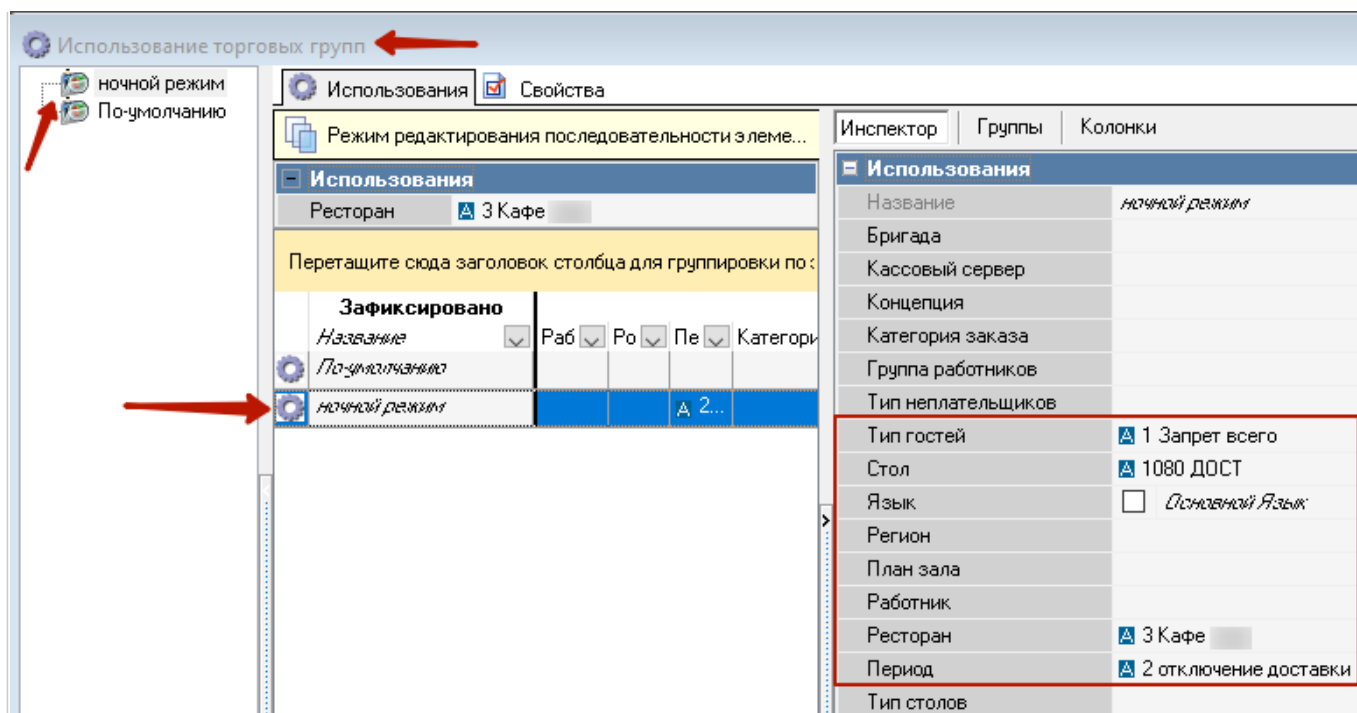 Использование торговых групп
ночной режим
По-умолчанию
Использования
Свойства
Режим редактирования последовательности элеме...
Использования
Ресторан
3 Кафе
Перетащите сюда заголовок столбца для группировки по
Зафиксировано
Название
Раб
Ро
Пе
Категори
По-умолчанию
ночной режим
2...
Инспектор
Группы
Колонки
Использования
Название
ночной режим
Бригада
Кассовый сервер
Концепция
Категория заказа
Группа работников
Тип неплательщиков
Тип гостей
1 Запрет всего
Стол
1080 ДОСТ
Язык
Основной Язык
Регион
План зала
Работник
Ресторан
3 Кафе
Период
2 отключение доставки
Тип столов